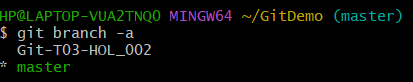 HP@LAPTOP-VUA2TNQ0 MINGW64 ~/GitDemo (master)
$ git branch -a
  Git-T03-HOL_002
* master